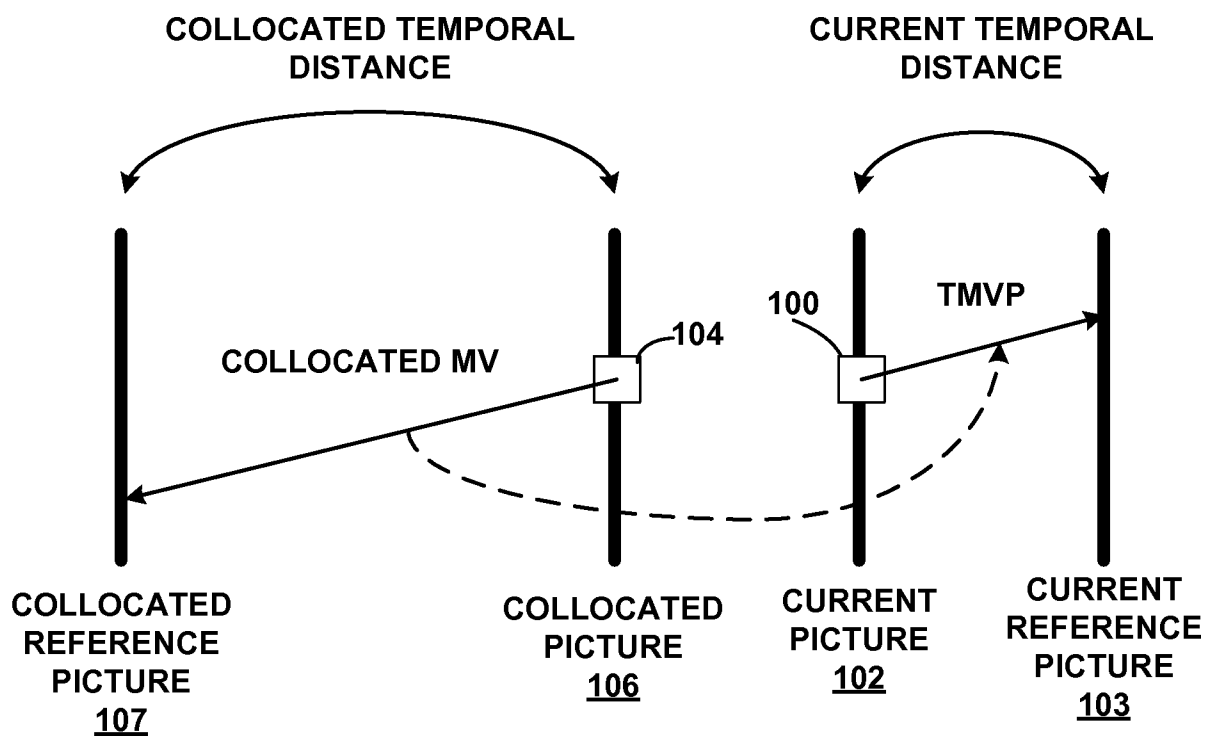 COLLOCATED TEMPORAL
DISTANCE
CURRENT TEMPORAL
DISTANCE
TMVP
100
104
COLLOCATED MV
COLLOCATED
REFERENCE
PICTURE
107
COLLOCATED
PICTURE
106
CURRENT
PICTURE
102
CURRENT
REFERENCE
PICTURE
103